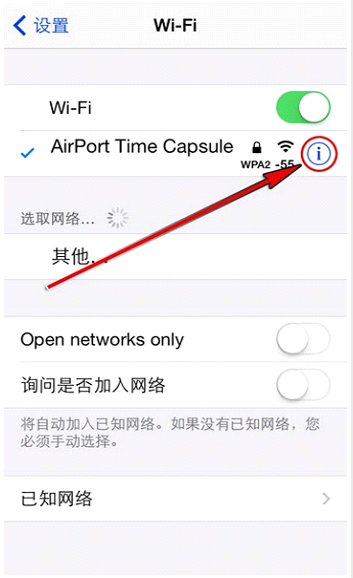 设置
Wi-Fi
Wi-Fi
AirPort Time Capsule
WPA2 -55
选取网络...
其他...
Open networks only
询问是否加入网络
将自动加入已知网络。如果没有已知网络，您
必须手动选择。
已知网络